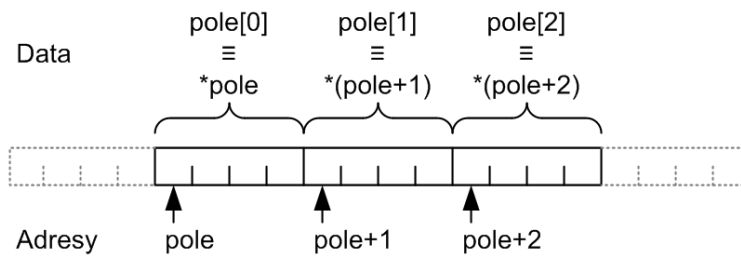 pole[0] pole[1] pole[2]
Data ≡ ≡ ≡
*pole *(pole+1) *(pole+2)
Adresy pole pole+1 pole+2